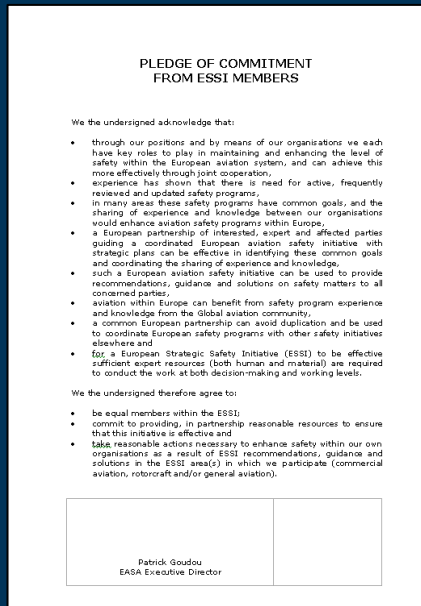 PLEDGE OF COMMITMENT
FROM ESSI MEMBERS
We the undersigned acknowledge that:
• through our positions and by means of our organisations we each
have key roles to play in maintaining and enhancing the level of
safety within the European aviation system, and can achieve this
more effectively through joint cooperation,
• experience has shown that there is need for active, frequently
reviewed and updated safety programs,
• in many areas these safety programs have common goals, and the
sharing of experience and knowledge between our organisations
would enhance aviation safety programs within Europe,
• a European partnership of interested, expert and affected parties
guiding a coordinated European aviation safety initiative with
strategic plans can be effective in identifying these common goals
and coordinating the sharing of experience and knowledge,
• such a European aviation safety initiative can be used to provide
recommendations, guidance and solutions on safety matters to all
concerned parties,
• aviation within Europe can benefit from safety program experience
and knowledge from the Global aviation community,
• a common European partnership can avoid duplication and be used
to coordinate European safety programs with other safety initiatives
elsewhere and
• for a European Strategic Safety Initiative (ESSI) to be effective
sufficient expert resources (both human and material) are required
to conduct the work at both decision-making and working levels.
We the undersigned therefore agree to:
• be equal members within the ESSI;
• commit to providing, in partnership reasonable resources to ensure
that this initiative is effective and
• take reasonable actions necessary to enhance safety within our own
organisations as a result of ESSI recommendations, guidance and
solutions in the ESSI area(s) in which we participate (commercial
aviation, rotorcraft and/or general aviation).
Patrick Goudou
EASA Executive Director